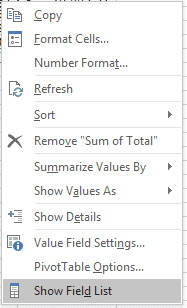 Copy
Format Cells...
Number Format...
Refresh
Sort
Remove "Sum of Total"
Summarize Values By
Show Values As
Show Details
Value Field Settings...
PivotTable Options...
Show Field List